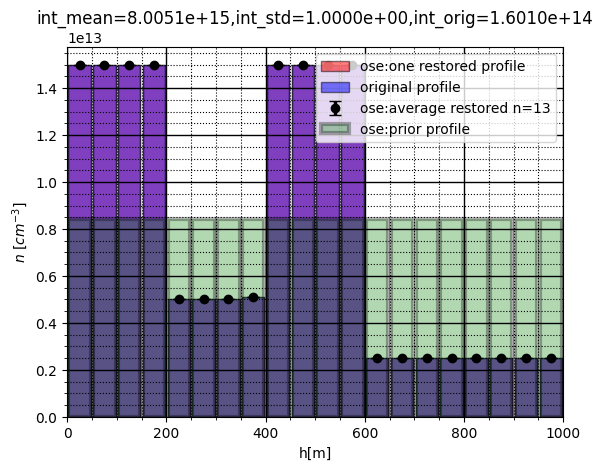 int_mean=8.0051e+15,int_std=1.0000e+00,int_orig=1.6010e+14
1e13
ose:one restored profile
original profile
ose:average restored n=13
ose:prior profile
1.4
1.2
1.0
0.8
0.6
0.4
0.2
0.0
n [cm⁻³]
0 200 400 600 800 1000
h[m]